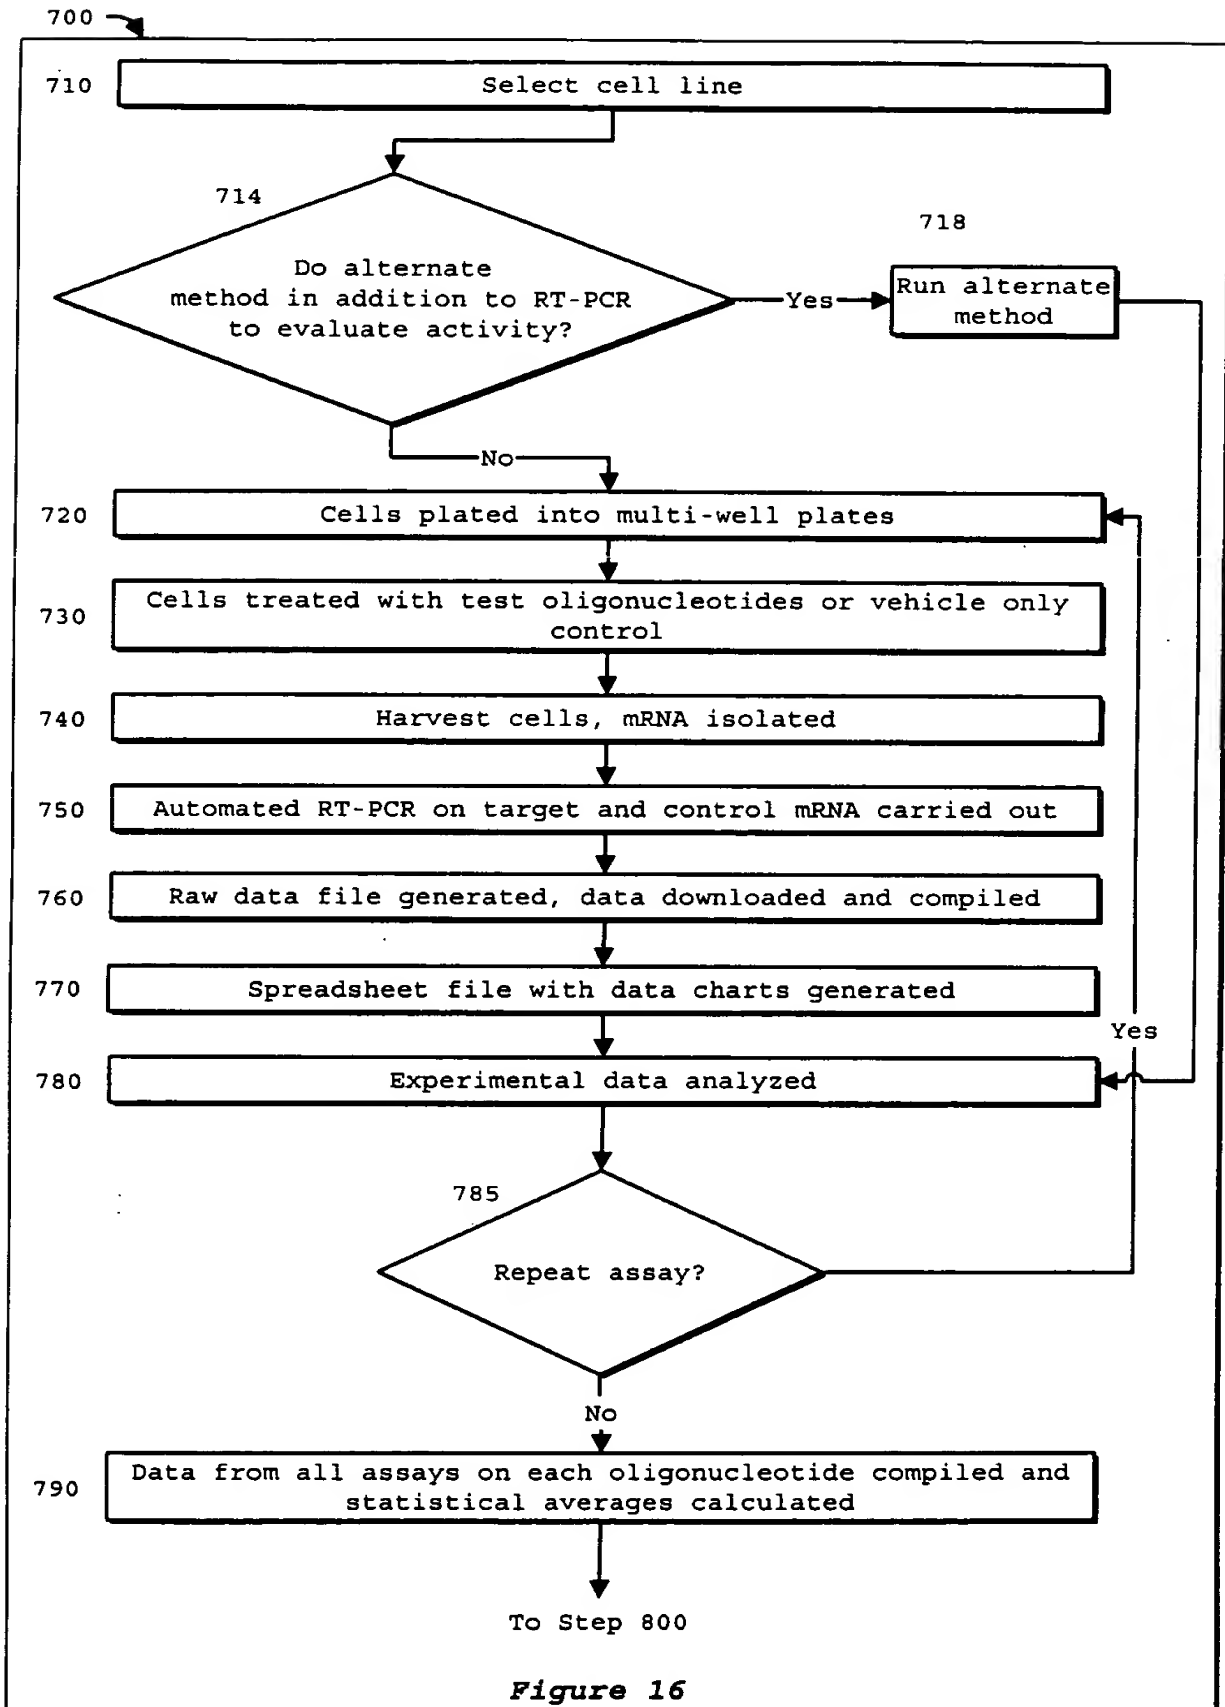 700
710
Select cell line
714
718
Do alternate
method in addition to RT-PCR
to evaluate activity?
Yes
Run alternate
method
No
720
Cells plated into multi-well plates
730
Cells treated with test oligonucleotides or vehicle only
control
740
Harvest cells, mRNA isolated
750
Automated RT-PCR on target and control mRNA carried out
760
Raw data file generated, data downloaded and compiled
770
Spreadsheet file with data charts generated
Yes
780
Experimental data analyzed
785
Repeat assay?
No
790
Data from all assays on each oligonucleotide compiled and
statistical averages calculated
To Step 800
Figure 16